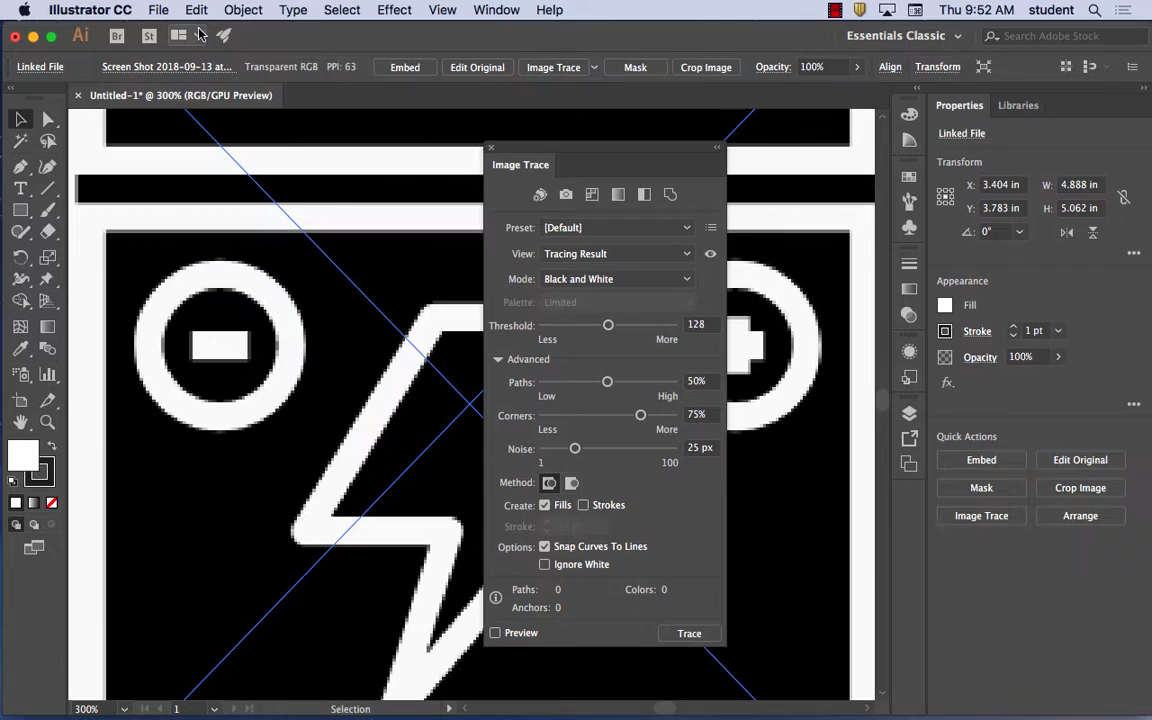 Illustrator CC File Edit Object Type Select Effect View Window Help Thu 9:52 AM student
Ai Br St Essentials Classic Search Adobe Stock
Linked File Screen Shot 2018-09-13 at... Transparent RGB PPI: 63 Embed Edit Original Image Trace Mask Crop Image Opacity: 100% Align Transform
Untitled-1* @ 300% (RGB/GPU Preview)
Image Trace
Preset: [Default]
View: Tracing Result
Mode: Black and White
Palette: Limited
Threshold: 128
Less More
Advanced
Paths: 50%
Low High
Corners: 75%
Less More
Noise: 25 px
1 100
Method:
Create: Fills Strokes
Stroke:
Options: Snap Curves To Lines
Ignore White
Paths: 0 Colors: 0
Anchors: 0
Preview Trace
Properties Libraries
Linked File
Transform
X: 3.404 in W: 4.888 in
Y: 3.783 in H: 5.062 in
0°
Appearance
Fill
Stroke 1 pt
Opacity 100%
fx.
Quick Actions
Embed Edit Original
Mask Crop Image
Image Trace Arrange
300% 1 Selection